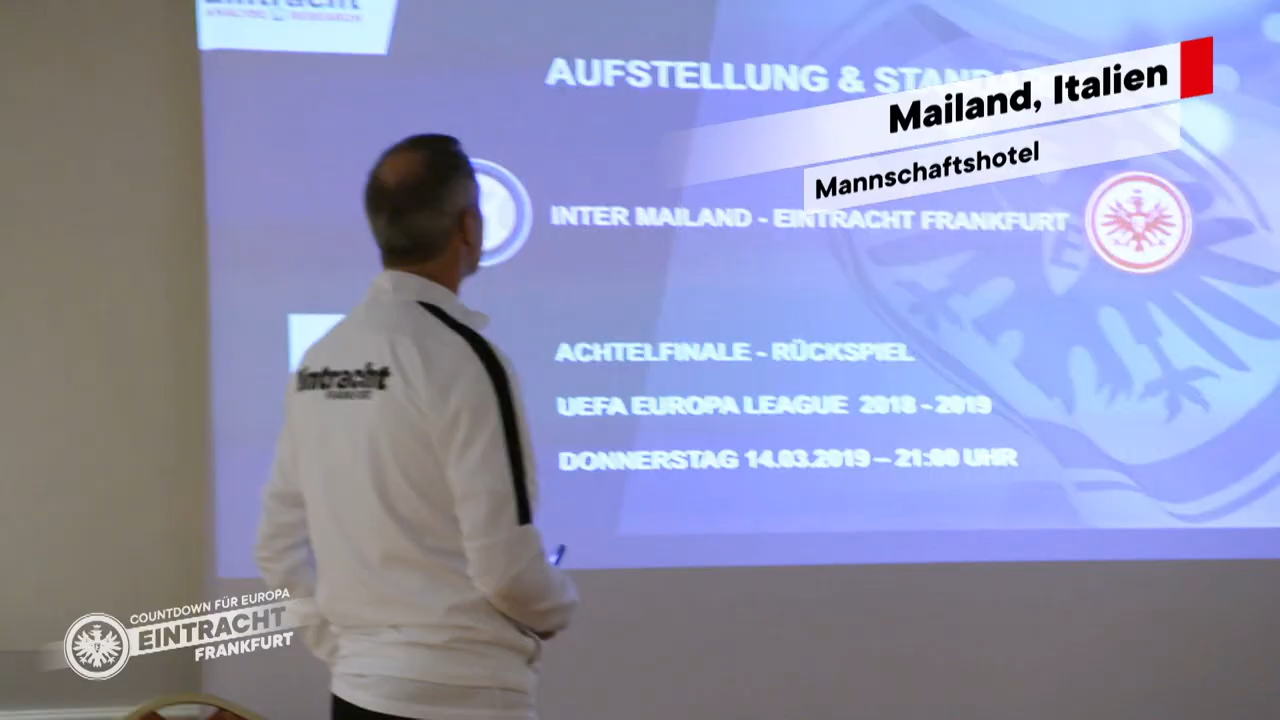 Eintracht
AUFSTELLUNG &
Mailand, Italien
Mannschaftshotel
INTER MAILAND - EINTRACHT FRANKFURT
ACHTELFINALE - RÜCKSPIEL
UEFA EUROPA LEAGUE 2018 - 2019
DONNERSTAG 14.03.2019 – 21:00 UHR
COUNTDOWN FÜR EUROPA
EINTRACHT
FRANKFURT